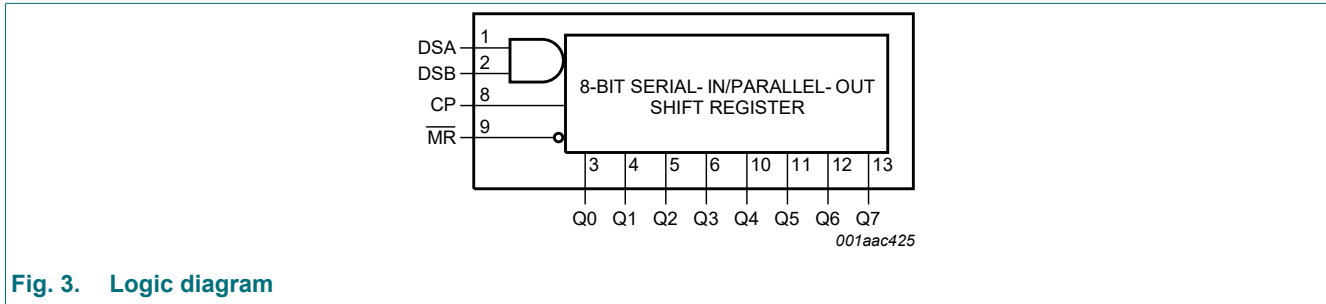 DSA 1
DSB 2
CP 8
M̅R̅ 9
8-BIT SERIAL- IN/PARALLEL- OUT
SHIFT REGISTER
3 4 5 6 10 11 12 13
Q0 Q1 Q2 Q3 Q4 Q5 Q6 Q7
001aac425
Fig. 3. Logic diagram